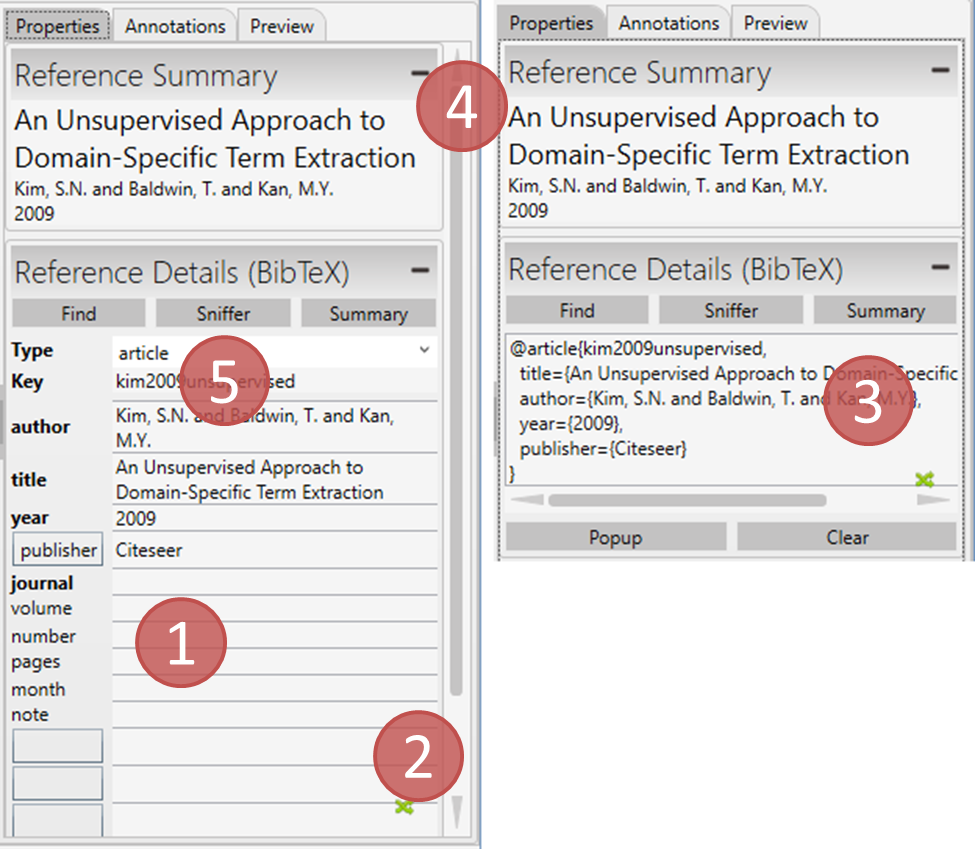 Properties
Annotations
Preview
Reference Summary
An Unsupervised Approach to
Domain-Specific Term Extraction
Kim, S.N. and Baldwin, T. and Kan, M.Y.
2009
Reference Details (BibTeX)
Find
Sniffer
Summary
Type
article
Key
kim2009unsupervised
5
author
Kim, S.N. and Baldwin, T. and Kan,
M.Y.
title
An Unsupervised Approach to
Domain-Specific Term Extraction
year
2009
publisher
Citeseer
journal
volume
number
1
pages
month
note
2
4
Properties
Annotations
Preview
Reference Summary
An Unsupervised Approach to
Domain-Specific Term Extraction
Kim, S.N. and Baldwin, T. and Kan, M.Y.
2009
Reference Details (BibTeX)
Find
Sniffer
Summary
@article{kim2009unsupervised,
title={An Unsupervised Approach to Domain-Specific
author={Kim, S.N. and Baldwin, T. and Kan, M.Y.},
year={2009},
publisher={Citeseer}
}
3
Popup
Clear